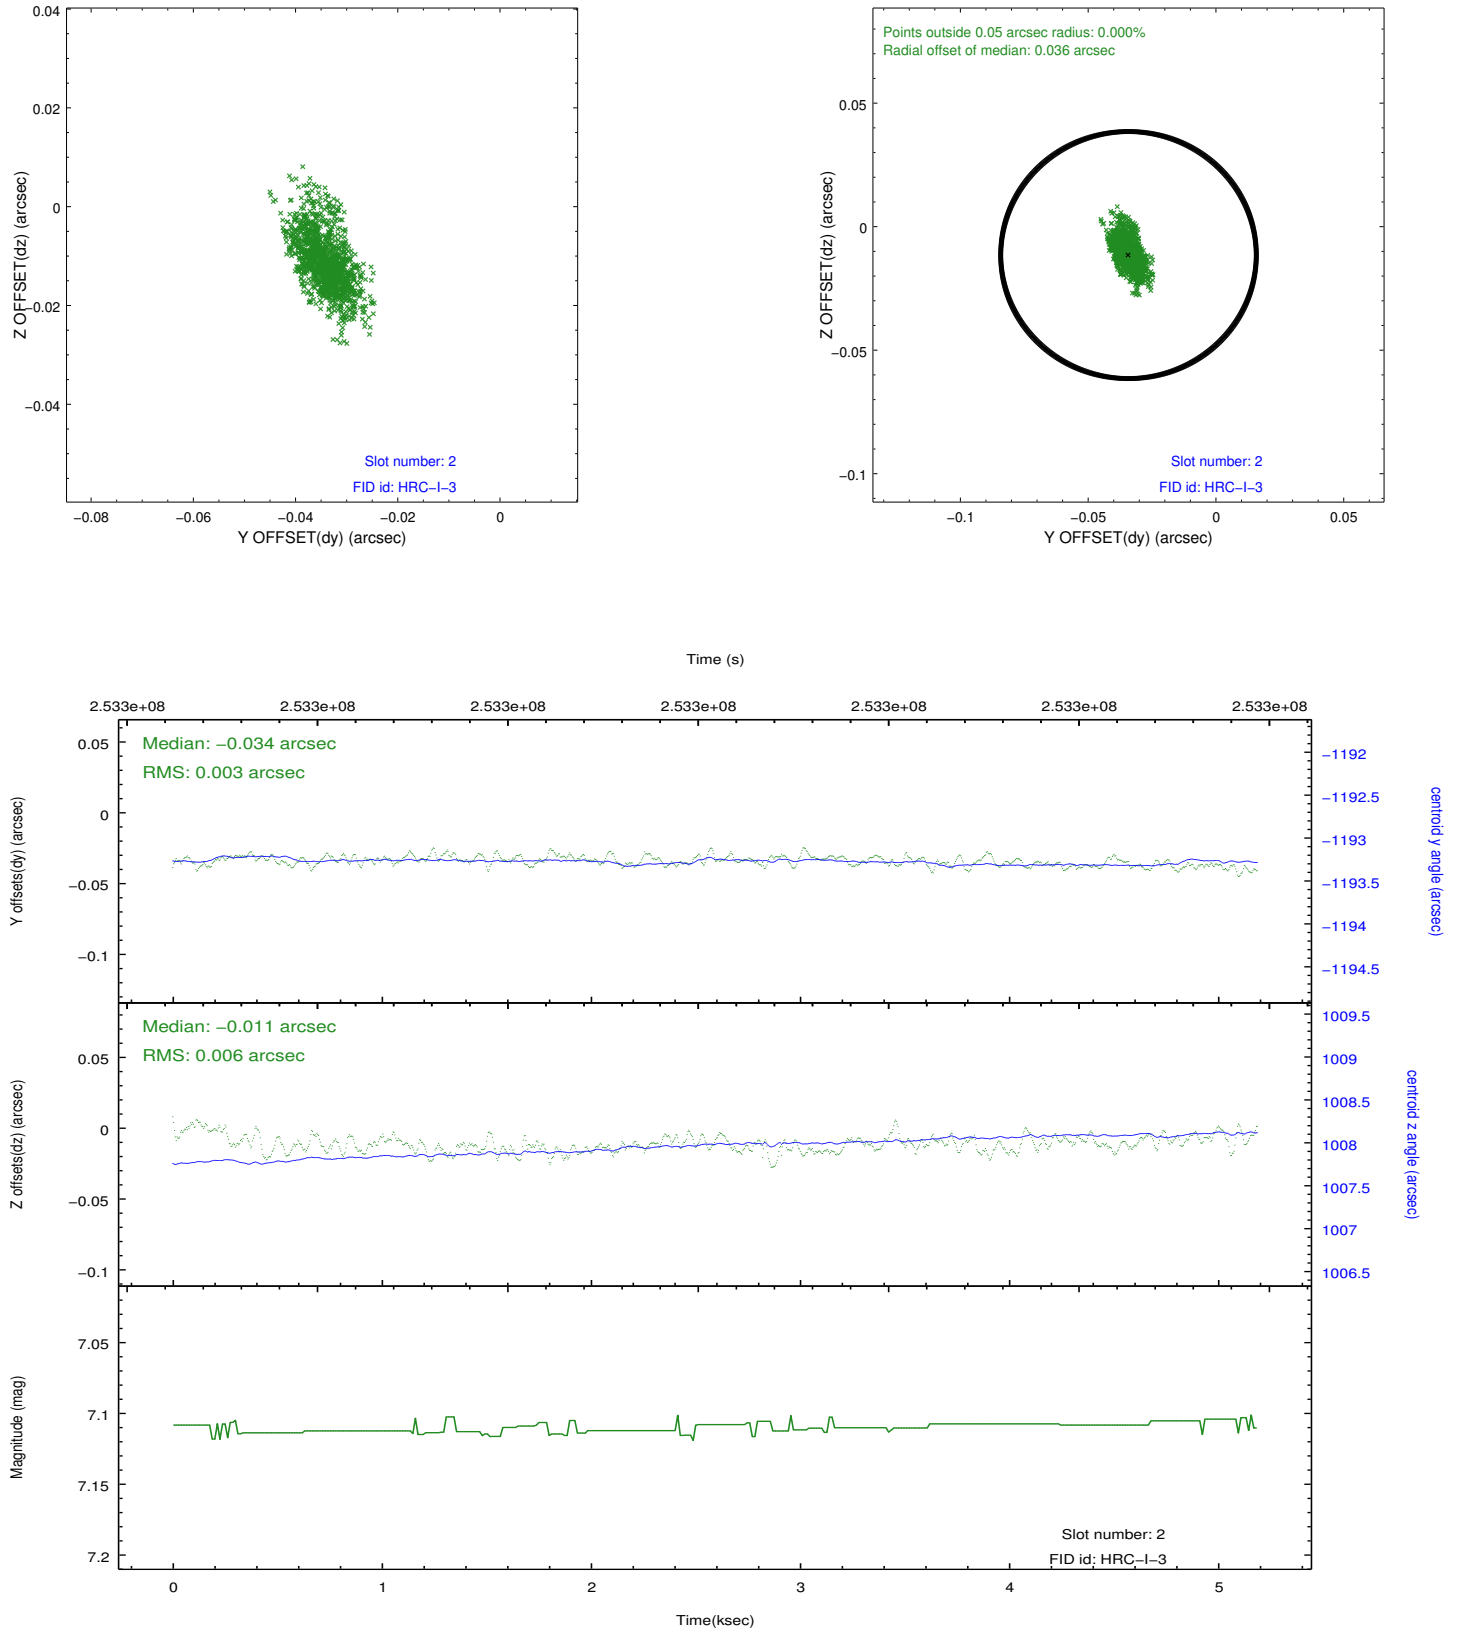 0.04
0.02
0
−0.02
−0.04
Z OFFSET(dz) (arcsec)
Slot number: 2
FID id: HRC−I−3
−0.08 −0.06 −0.04 −0.02 0
Y OFFSET(dy) (arcsec)
Points outside 0.05 arcsec radius: 0.000%
Radial offset of median: 0.036 arcsec
0.05
0
−0.05
−0.1
Z OFFSET(dz) (arcsec)
Slot number: 2
FID id: HRC−I−3
−0.1 −0.05 0 0.05
Y OFFSET(dy) (arcsec)
Time (s)
2.533e+08 2.533e+08 2.533e+08 2.533e+08 2.533e+08 2.533e+08 2.533e+08
Median: −0.034 arcsec
RMS: 0.003 arcsec
0.05
0
−0.05
−0.1
Y offsets(dy) (arcsec)
−1192
−1192.5
−1193
−1193.5
−1194
−1194.5
centroid y angle (arcsec)
Median: −0.011 arcsec
RMS: 0.006 arcsec
0.05
0
−0.05
−0.1
Z offsets(dz) (arcsec)
1009.5
1009
1008.5
1008
1007.5
1007
1006.5
centroid z angle (arcsec)
7.05
7.1
7.15
7.2
Magnitude (mag)
Slot number: 2
FID id: HRC−I−3
0 1 2 3 4 5
Time(ksec)